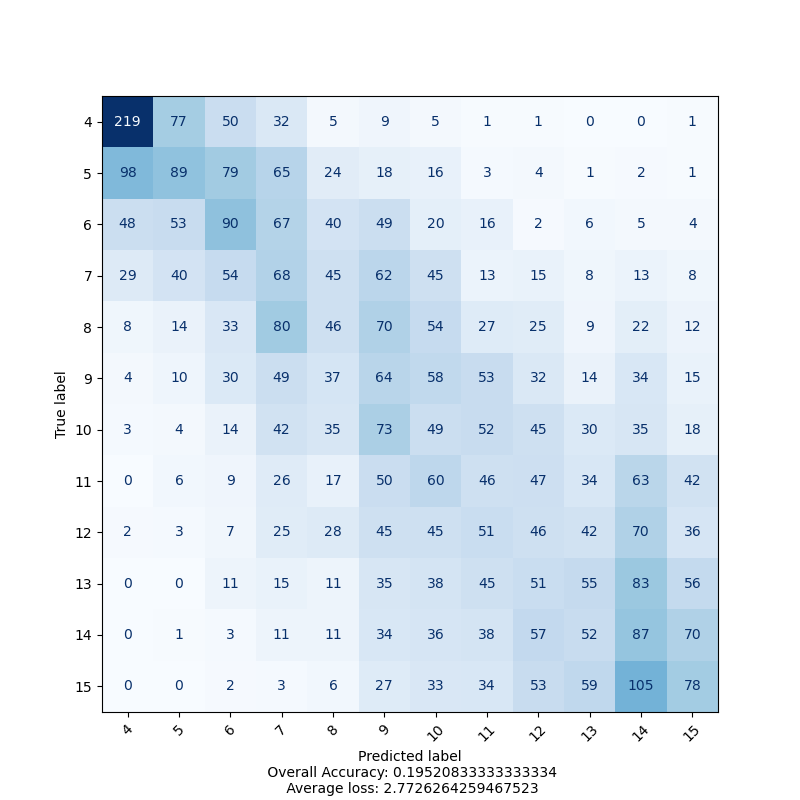 4 219 77 50 32 5 9 5 1 1 0 0 1
5 98 89 79 65 24 18 16 3 4 1 2 1
6 48 53 90 67 40 49 20 16 2 6 5 4
7 29 40 54 68 45 62 45 13 15 8 13 8
8 8 14 33 80 46 70 54 27 25 9 22 12
9 4 10 30 49 37 64 58 53 32 14 34 15
10 3 4 14 42 35 73 49 52 45 30 35 18
11 0 6 9 26 17 50 60 46 47 34 63 42
12 2 3 7 25 28 45 45 51 46 42 70 36
13 0 0 11 15 11 35 38 45 51 55 83 56
14 0 1 3 11 11 34 36 38 57 52 87 70
15 0 0 2 3 6 27 33 34 53 59 105 78
True label
4 5 6 7 8 9 10 11 12 13 14 15
Predicted label
Overall Accuracy: 0.19520833333333334
Average loss: 2.7726264259467523